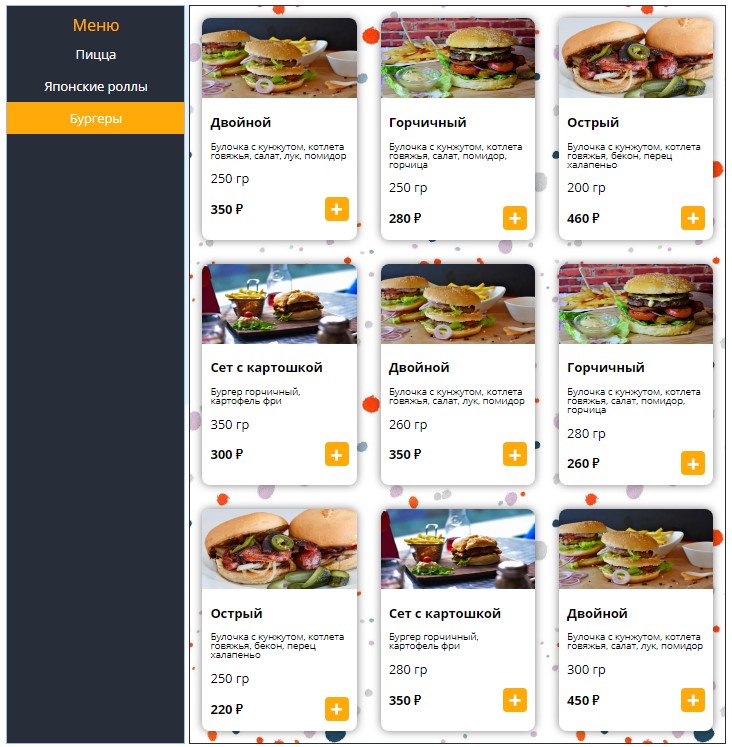 Меню
Пицца
Японские роллы
Бургеры
Двойной
Булочка с кунжутом, котлета
говяжья, салат, лук, помидор
250 гр
350 ₽
Горчичный
Булочка с кунжутом, котлета
говяжья, салат, помидор,
горчица
250 гр
280 ₽
Острый
Булочка с кунжутом, котлета
говяжья, бекон, перец
халапеньо
200 гр
460 ₽
Сет с картошкой
Бургер горчичный,
картофель фри
350 гр
300 ₽
Двойной
Булочка с кунжутом, котлета
говяжья, салат, лук, помидор
260 гр
350 ₽
Горчичный
Булочка с кунжутом, котлета
говяжья, салат, помидор,
горчица
280 гр
260 ₽
Острый
Булочка с кунжутом, котлета
говяжья, бекон, перец
халапеньо
250 гр
220 ₽
Сет с картошкой
Бургер горчичный,
картофель фри
280 гр
350 ₽
Двойной
Булочка с кунжутом, котлета
говяжья, салат, лук, помидор
300 гр
450 ₽